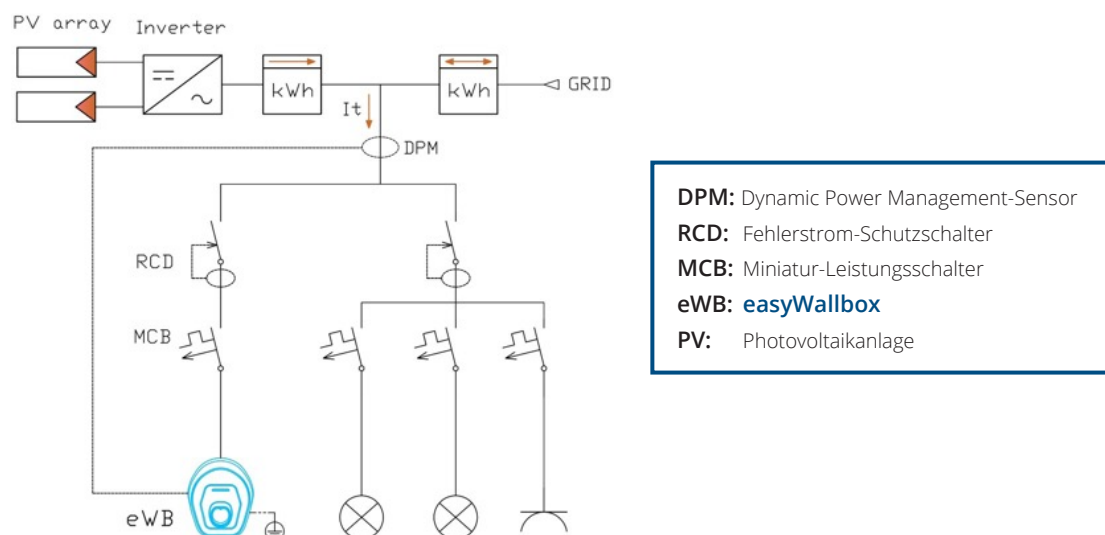 PV array Inverter
kWh kWh GRID
It
DPM
RCD
MCB
eWB
DPM: Dynamic Power Management-Sensor
RCD: Fehlerstrom-Schutzschalter
MCB: Miniatur-Leistungsschalter
eWB: easyWallbox
PV: Photovoltaikanlage